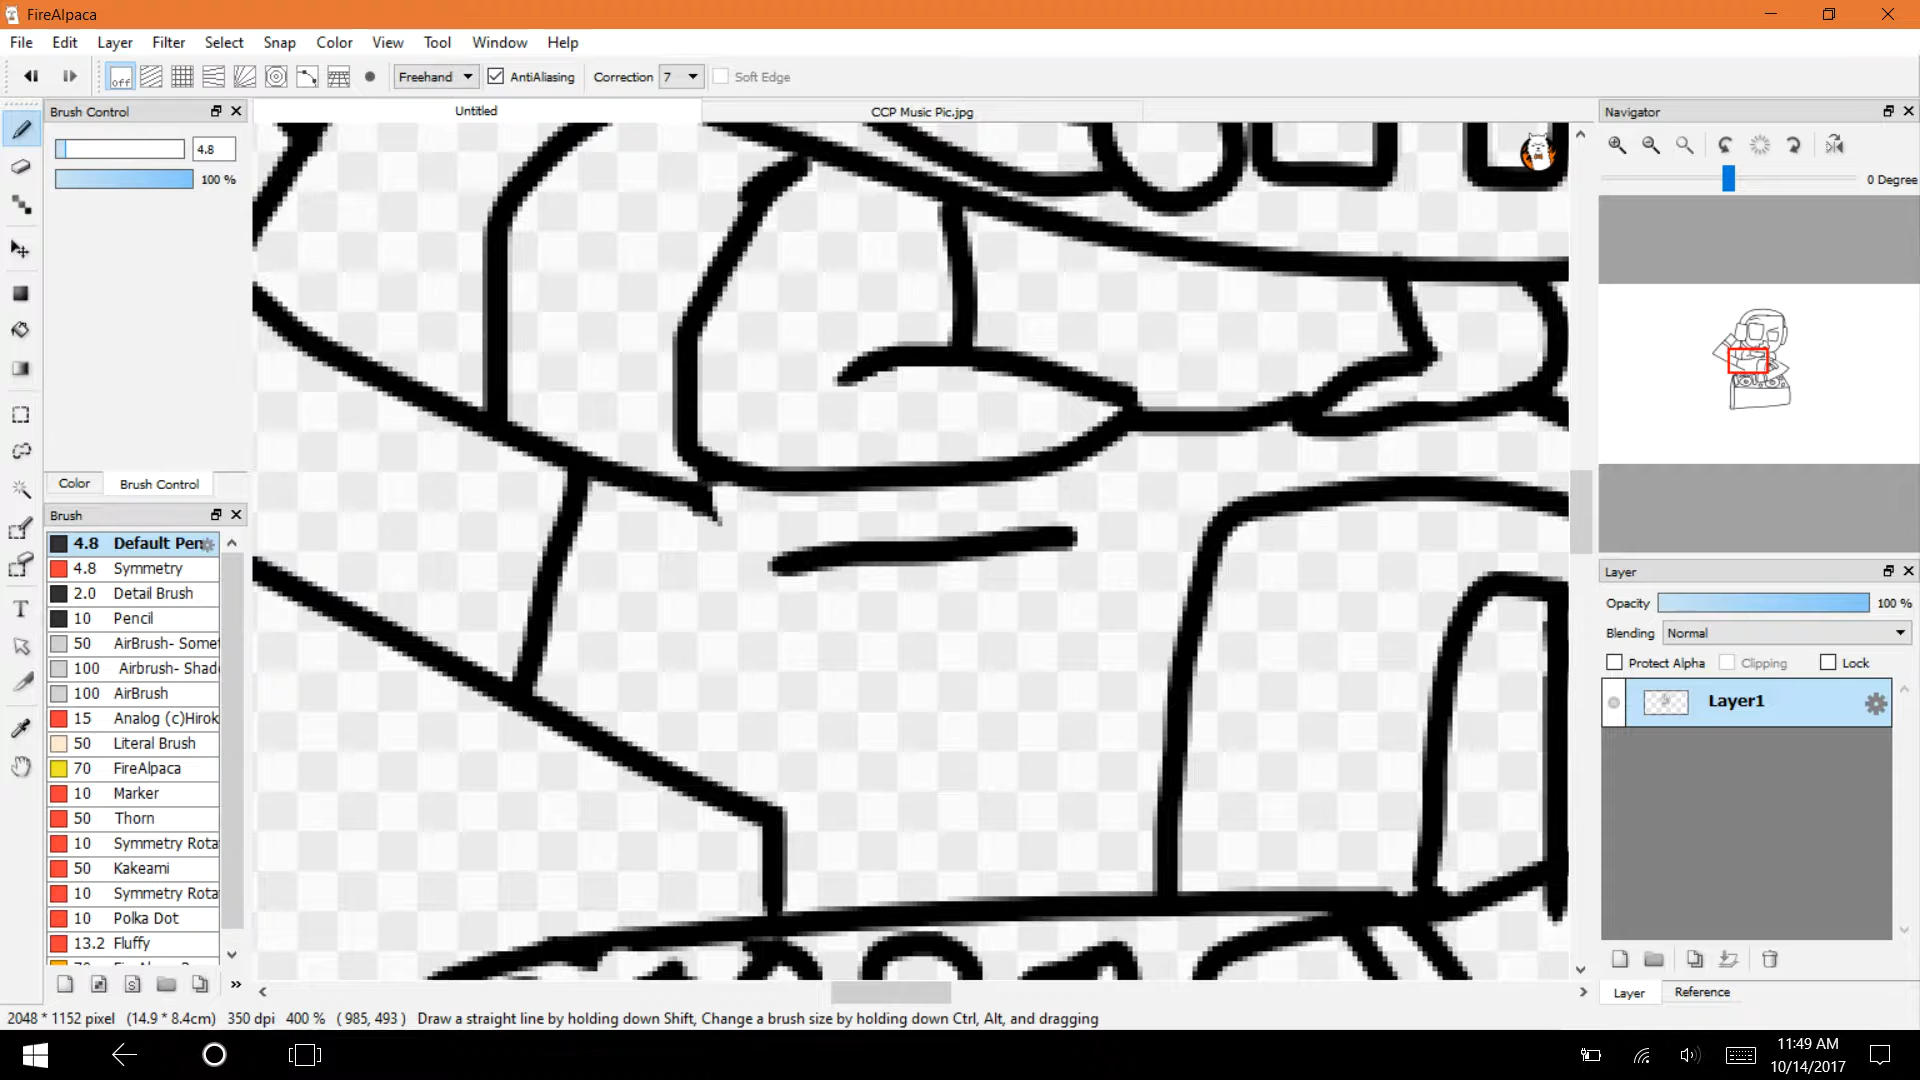 FireAlpaca
File Edit Layer Filter Select Snap Color View Tool Window Help
off Freehand AntiAliasing Correction 7 Soft Edge
Brush Control
Untitled
CCP Music Pic.jpg
Navigator
4.8
100 %
0 Degree
Color Brush Control
Brush
4.8 Default Pen
4.8 Symmetry
2.0 Detail Brush
10 Pencil
50 AirBrush- Somet
100 Airbrush- Shad
100 AirBrush
15 Analog (c)Hirok
50 Literal Brush
70 FireAlpaca
10 Marker
50 Thorn
10 Symmetry Rota
50 Kakeami
10 Symmetry Rota
10 Polka Dot
13.2 Fluffy
Layer
Opacity 100 %
Blending Normal
Protect Alpha Clipping Lock
Layer1
Layer Reference
2048 * 1152 pixel (14.9 * 8.4cm) 350 dpi 400 % ( 985, 493 ) Draw a straight line by holding down Shift, Change a brush size by holding down Ctrl, Alt, and dragging
11:49 AM
10/14/2017